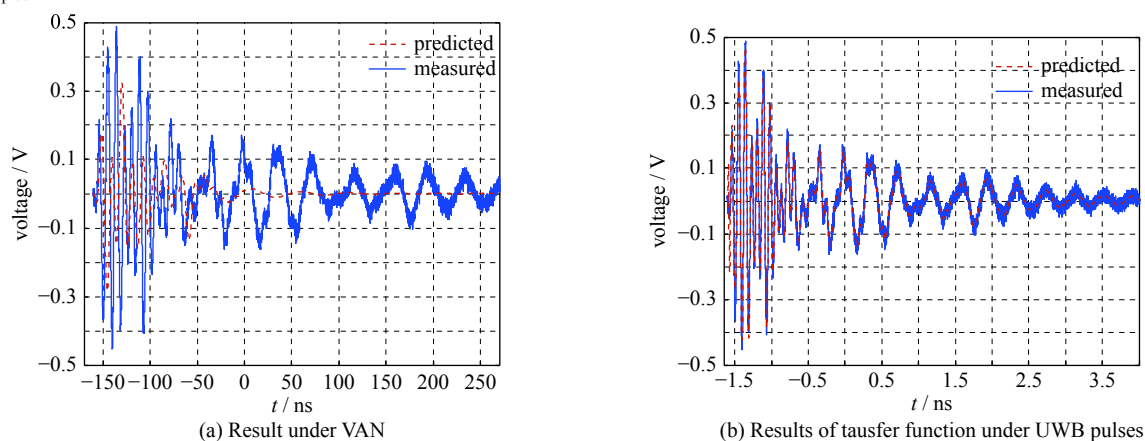 0.5
0.3
0.1
−0.1
−0.3
−0.5
voltage / V
predicted
measured
−150 −100 −50 0 50 100 150 200 250
t / ns
(a) Result under VAN
0.5
0.3
0.1
−0.1
−0.3
−0.5
voltage / V
predicted
measured
−1.5 −0.5 0.5 1.5 2.5 3.5
t / ns
(b) Results of tausfer function under UWB pulses